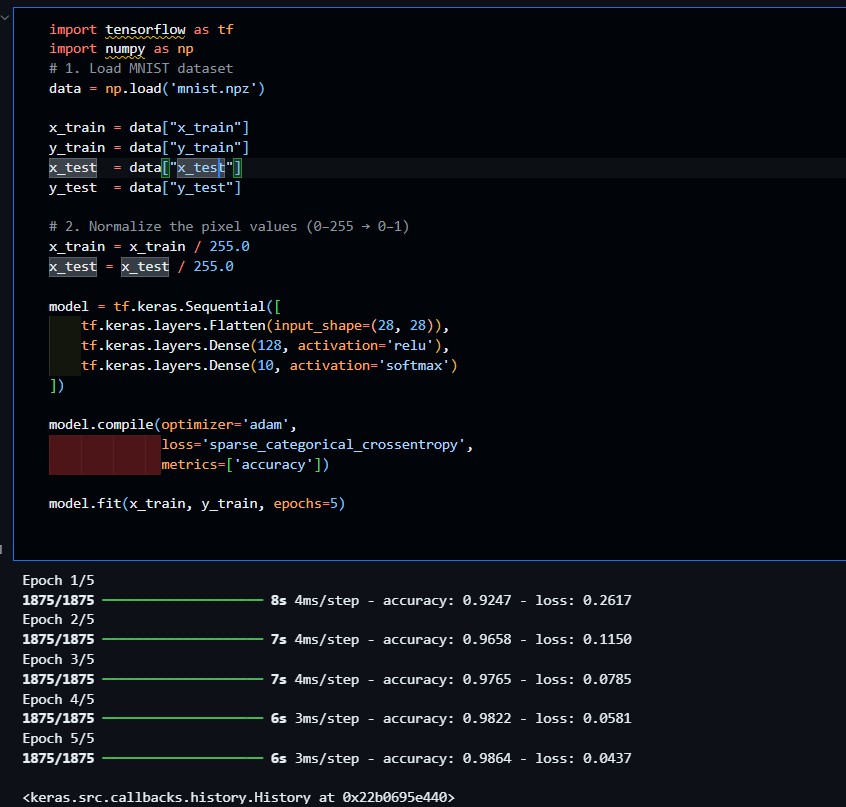 import tensorflow as tf
import numpy as np
# 1. Load MNIST dataset
data = np.load('mnist.npz')
x_train = data["x_train"]
y_train = data["y_train"]
x_test  = data["x_test"]
y_test  = data["y_test"]
# 2. Normalize the pixel values (0–255 → 0–1)
x_train = x_train / 255.0
x_test = x_test / 255.0
model = tf.keras.Sequential([
    tf.keras.layers.Flatten(input_shape=(28, 28)),
    tf.keras.layers.Dense(128, activation='relu'),
    tf.keras.layers.Dense(10, activation='softmax')
])
model.compile(optimizer='adam',
              loss='sparse_categorical_crossentropy',
              metrics=['accuracy'])
model.fit(x_train, y_train, epochs=5)
Epoch 1/5
1875/1875 8s 4ms/step - accuracy: 0.9247 - loss: 0.2617
Epoch 2/5
1875/1875 7s 4ms/step - accuracy: 0.9658 - loss: 0.1150
Epoch 3/5
1875/1875 7s 4ms/step - accuracy: 0.9765 - loss: 0.0785
Epoch 4/5
1875/1875 6s 3ms/step - accuracy: 0.9822 - loss: 0.0581
Epoch 5/5
1875/1875 6s 3ms/step - accuracy: 0.9864 - loss: 0.0437
<keras.src.callbacks.history.History at 0x22b0695e440>